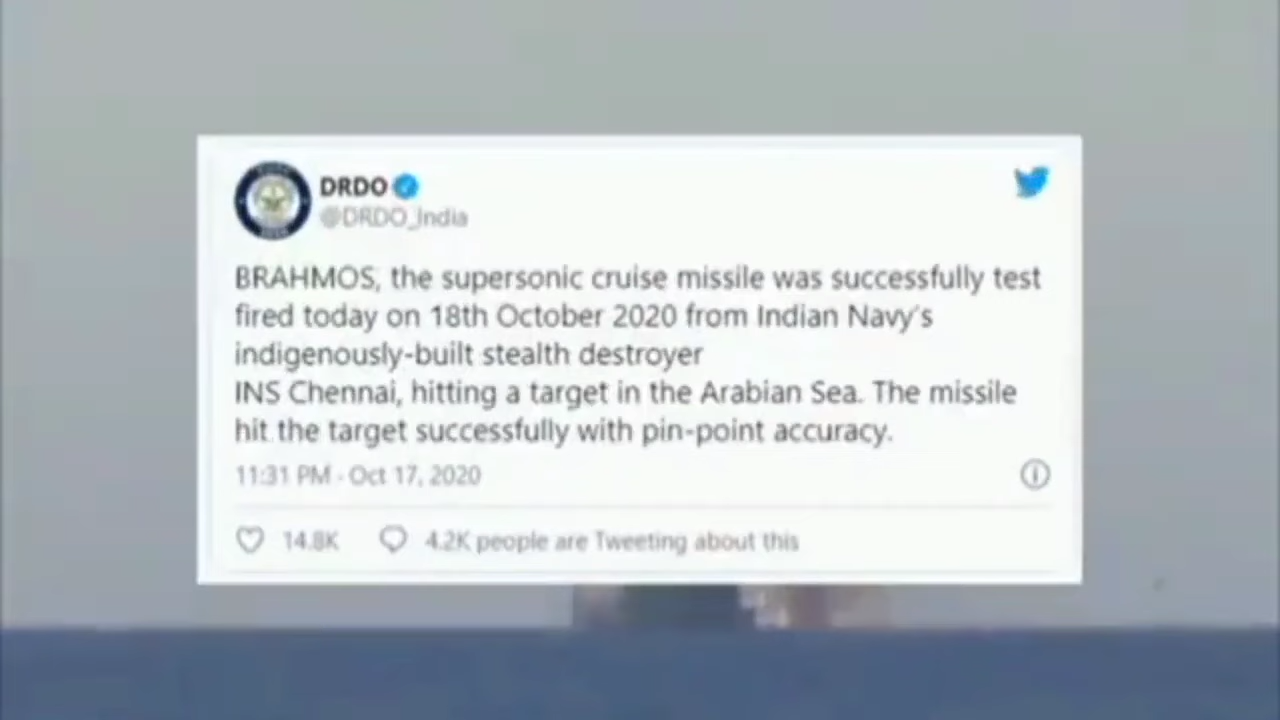 DRDO
@DRDO_India
BRAHMOS, the supersonic cruise missile was successfully test
fired today on 18th October 2020 from Indian Navy's
indigenously-built stealth destroyer
INS Chennai, hitting a target in the Arabian Sea. The missile
hit the target successfully with pin-point accuracy.
11:31 PM · Oct 17, 2020
14.8K 4.2K people are Tweeting about this